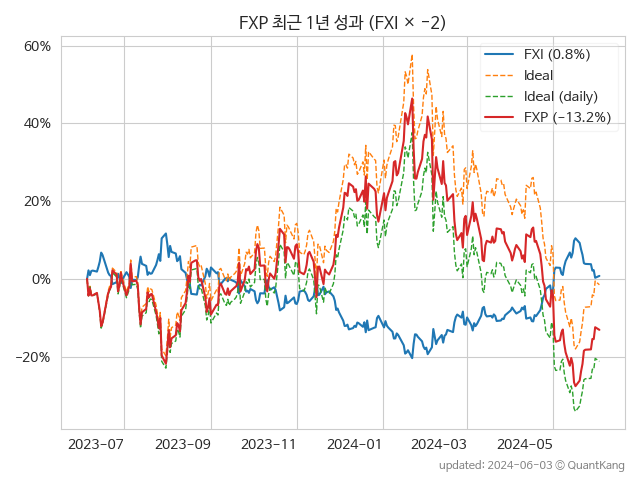 FXP 최근 1년 성과 (FXI × −2)
60%
40%
20%
0%
−20%
FXI (0.8%)
Ideal
Ideal (daily)
FXP (−13.2%)
2023-07
2023-09
2023-11
2024-01
2024-03
2024-05
updated: 2024-06-03 © QuantKang